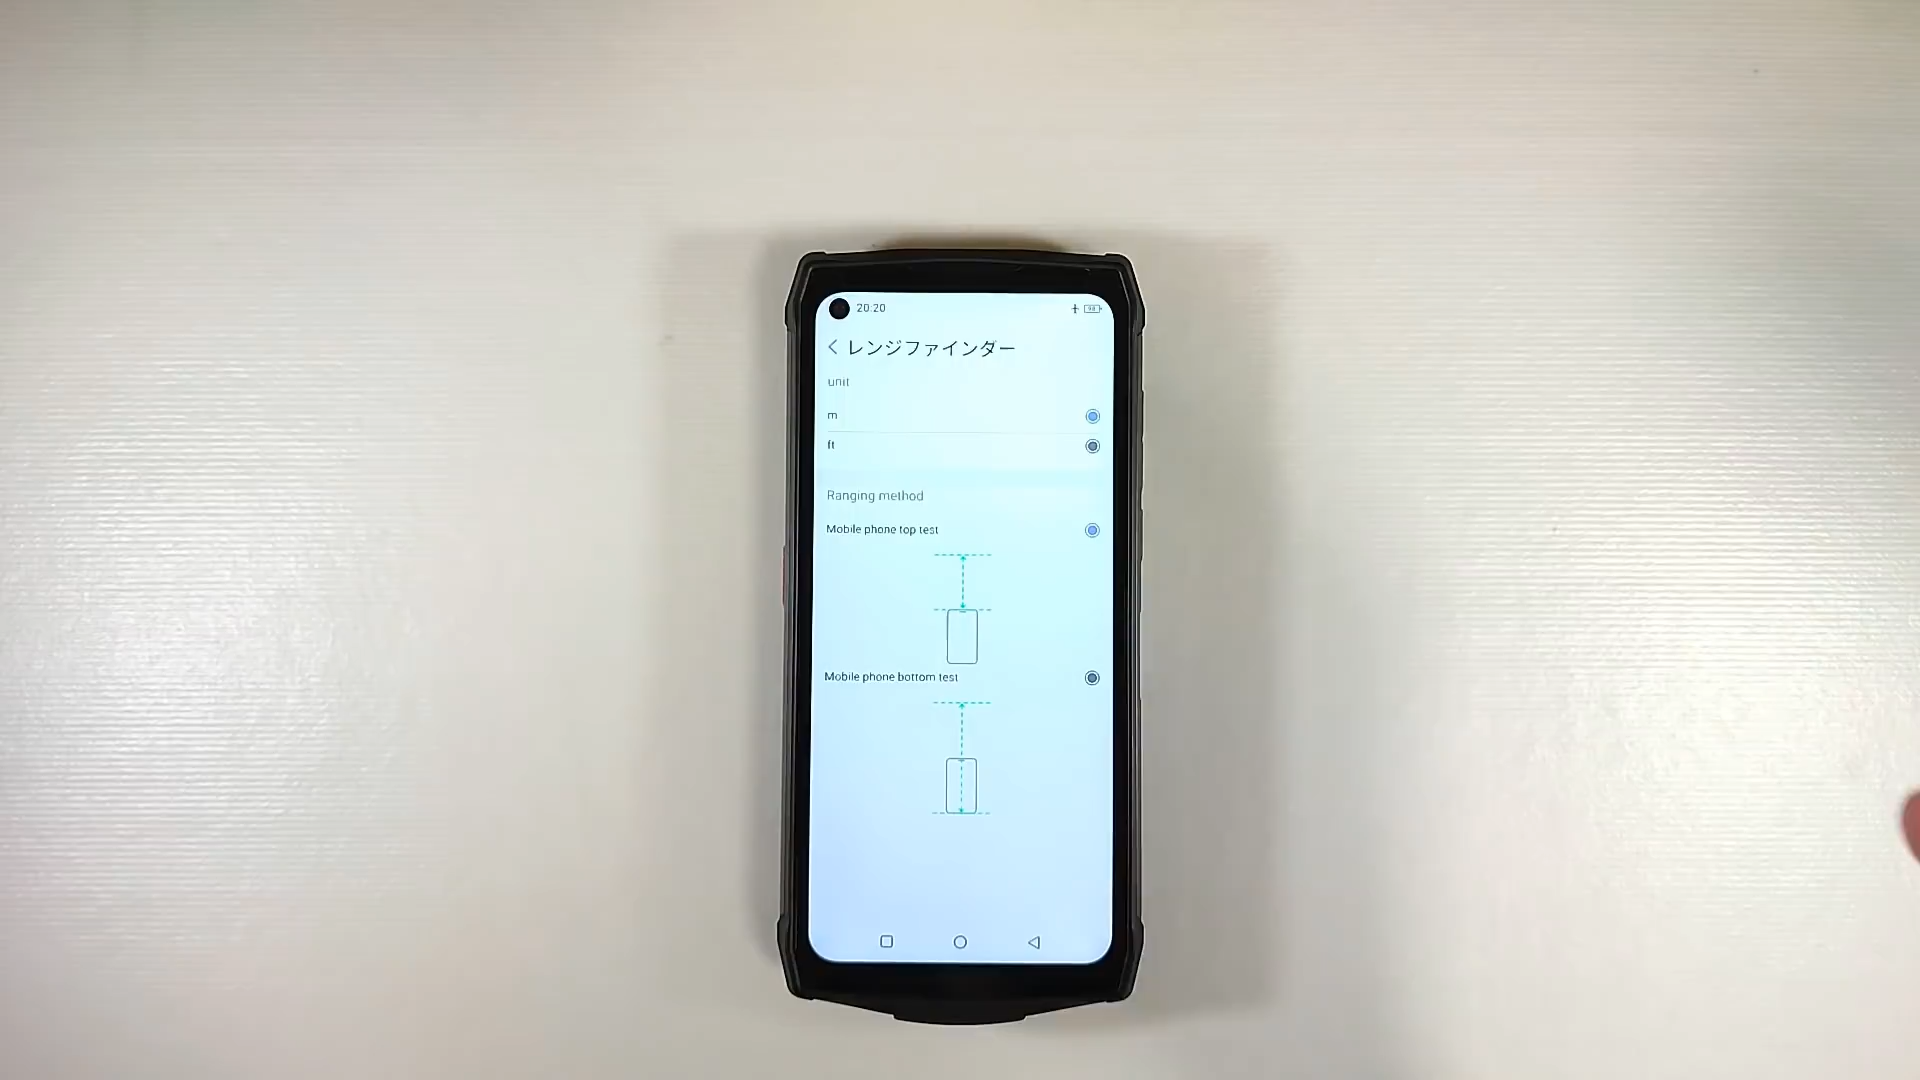 20:20
レンジファインダー
unit
m
ft
Ranging method
Mobile phone top test
Mobile phone bottom test